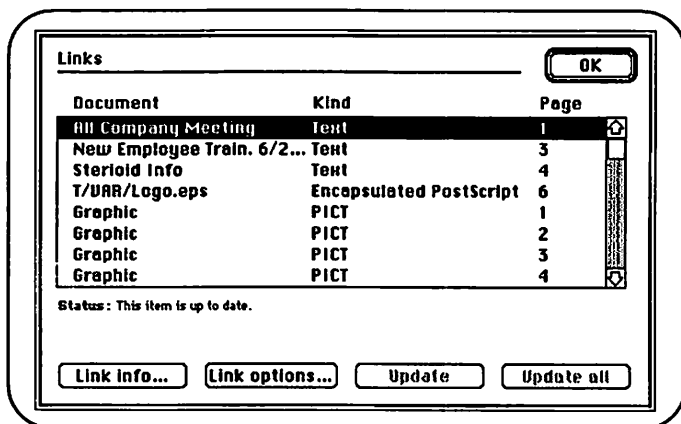 Links
OK
Document Kind Page
All Company Meeting Text 1
New Employee Train. 6/2... Text 3
Sterioid Info Text 4
T/VAR/Logo.eps Encapsulated PostScript 6
Graphic PICT 1
Graphic PICT 2
Graphic PICT 3
Graphic PICT 4
Status: This item is up to date.
Link info... Link options... Update Update all